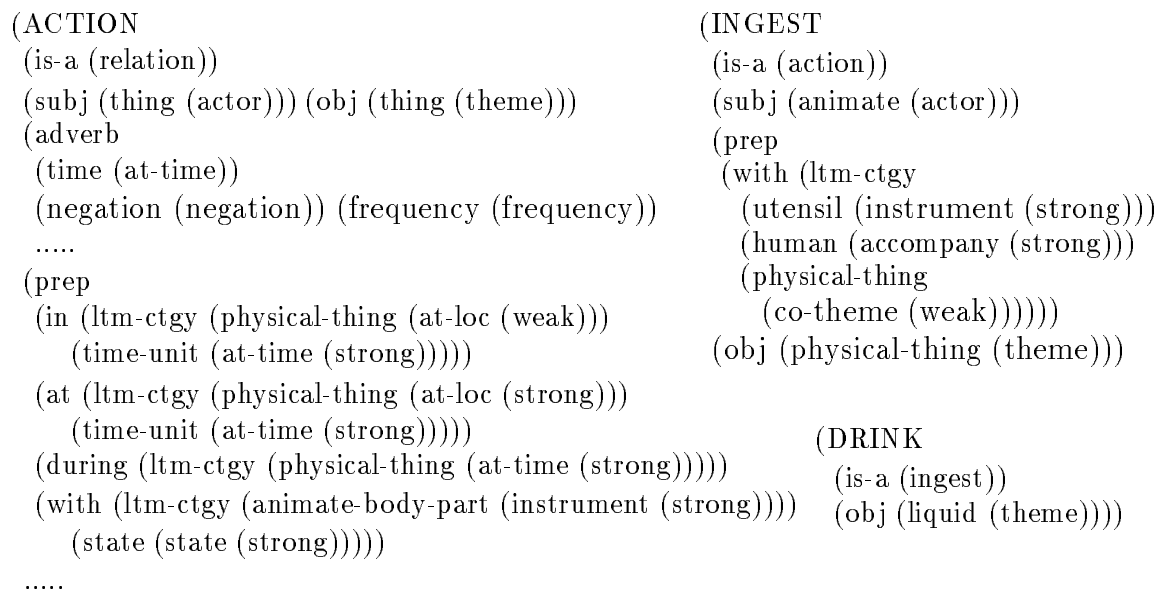 (ACTION
(is-a (relation))
(subj (thing (actor))) (obj (thing (theme)))
(adverb
(time (at-time))
(negation (negation)) (frequency (frequency))
.....
(prep
(in (ltm-ctgy (physical-thing (at-loc (weak)))
(time-unit (at-time (strong)))))
(at (ltm-ctgy (physical-thing (at-loc (strong)))
(time-unit (at-time (strong)))))
(during (ltm-ctgy (physical-thing (at-time (strong)))))
(with (ltm-ctgy (animate-body-part (instrument (strong))))
(state (state (strong)))))
.....
(INGEST
(is-a (action))
(subj (animate (actor)))
(prep
(with (ltm-ctgy
(utensil (instrument (strong)))
(human (accompany (strong)))
(physical-thing
(co-theme (weak))))))
(obj (physical-thing (theme)))
(DRINK
(is-a (ingest))
(obj (liquid (theme))))